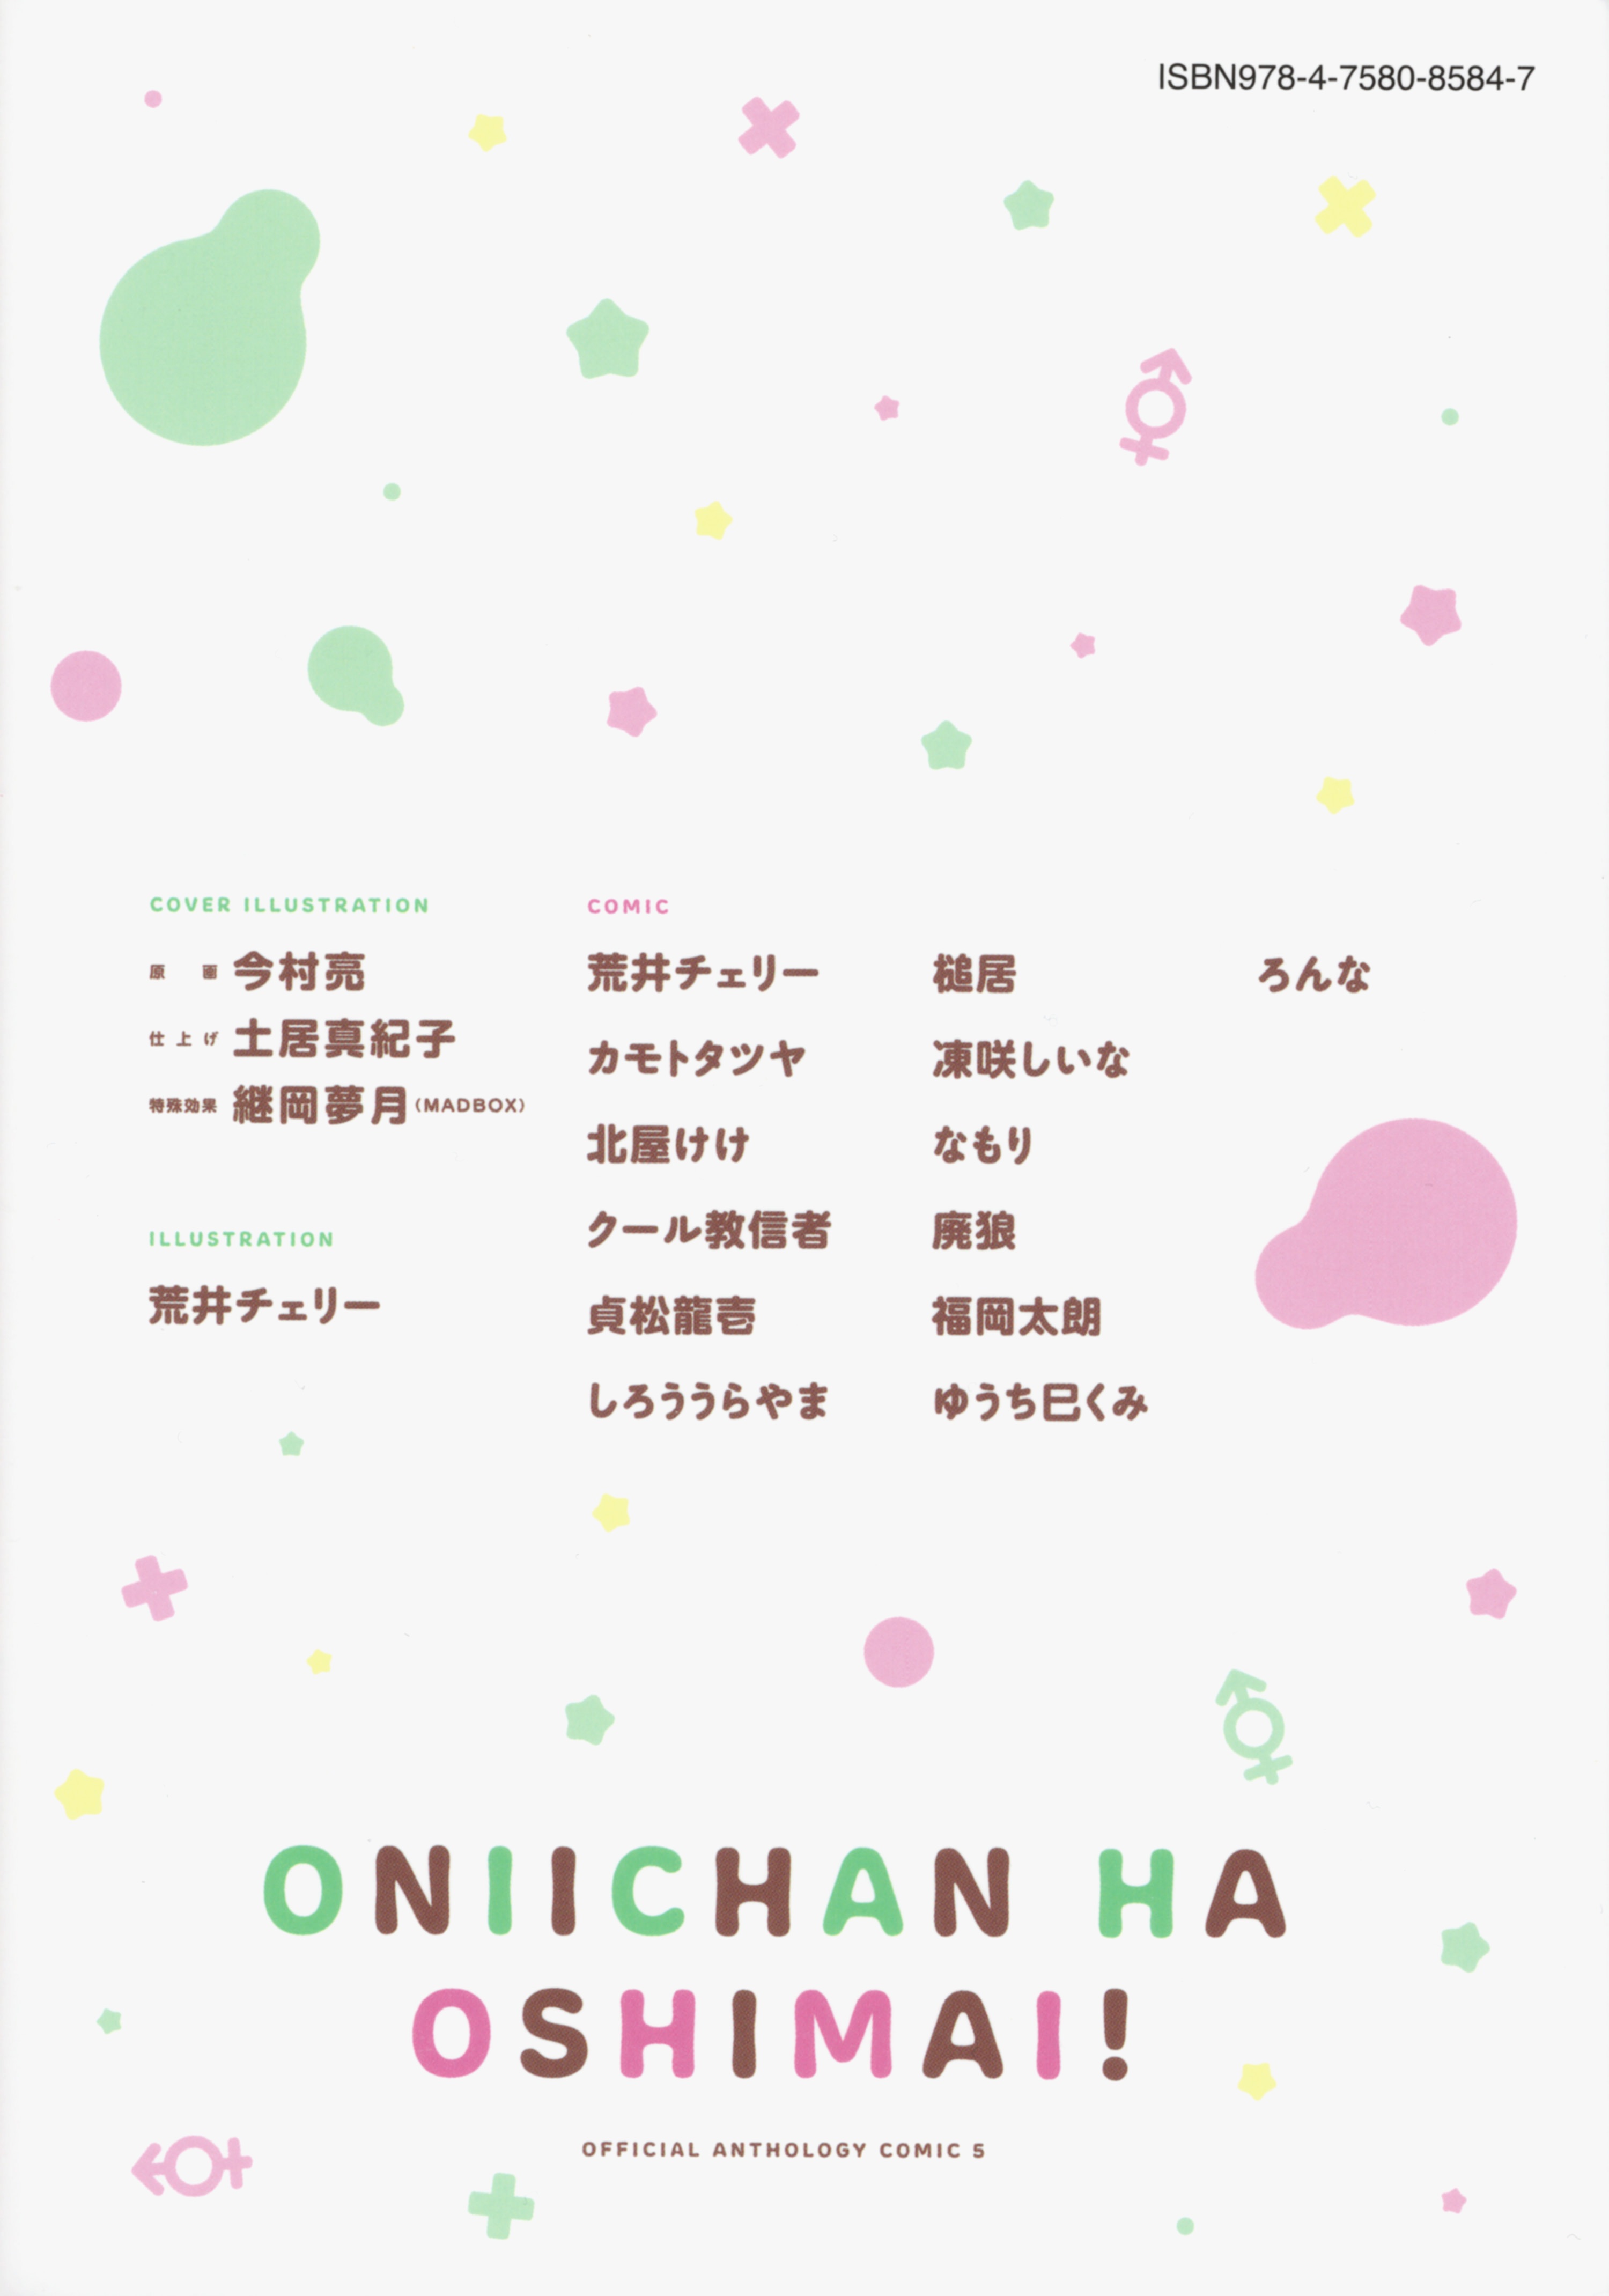 ISBN978-4-7580-8584-7
COVER ILLUSTRATION
原画 今村亮
仕上げ 土居真紀子
特殊効果 継岡夢月(MADBOX)
ILLUSTRATION
荒井チェリー
COMIC
荒井チェリー
カモトタツヤ
北屋けけ
クール教信者
貞松龍壱
しろううらやま
槌居
凍咲しいな
なもり
廃狼
福岡太朗
ゆうち巳くみ
ろんな
ONIICHAN HA
OSHIMAI!
OFFICIAL ANTHOLOGY COMIC 5